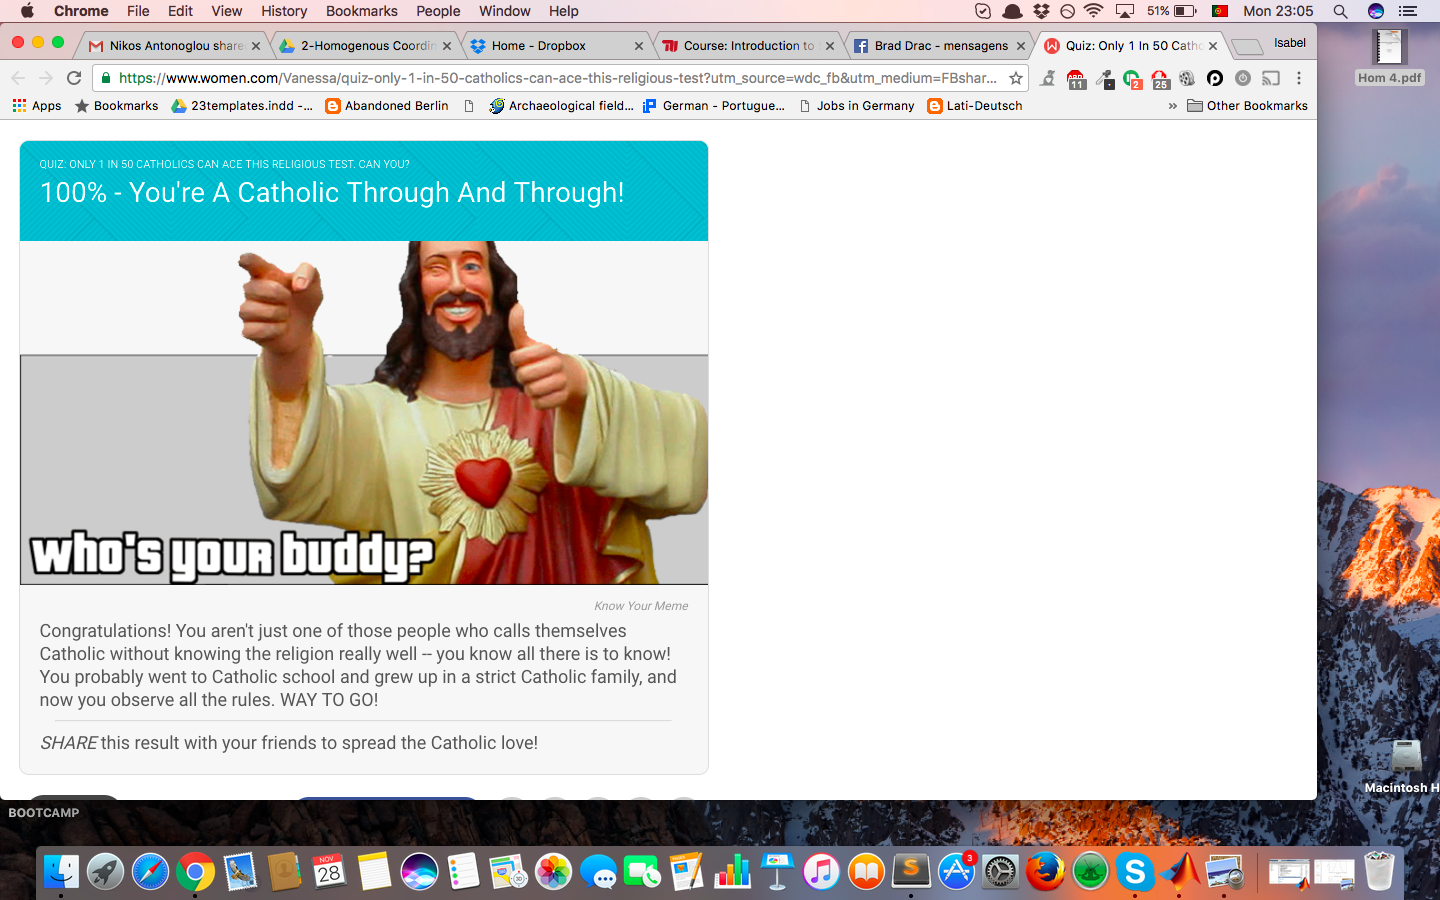 Chrome File Edit View History Bookmarks People Window Help 51% Mon 23:05
Nikos Antonoglou share 2-Homogenous Coordin Home - Dropbox Course: Introduction to Brad Drac - mensagens Quiz: Only 1 In 50 Catho Isabel
https://www.women.com/Vanessa/quiz-only-1-in-50-catholics-can-ace-this-religious-test?utm_source=wdc_fb&utm_medium=FBshar... 11 2 25
Apps Bookmarks 23templates.indd -... Abandoned Berlin Archaeological field... German - Portugue... Jobs in Germany Lati-Deutsch » Other Bookmarks
Hom 4.pdf
QUIZ: ONLY 1 IN 50 CATHOLICS CAN ACE THIS RELIGIOUS TEST. CAN YOU?
100% - You're A Catholic Through And Through!
who's your buddy?
Know Your Meme
Congratulations! You aren't just one of those people who calls themselves
Catholic without knowing the religion really well -- you know all there is to know!
You probably went to Catholic school and grew up in a strict Catholic family, and
now you observe all the rules. WAY TO GO!
SHARE this result with your friends to spread the Catholic love!
Macintosh H
BOOTCAMP
NOV
28
3